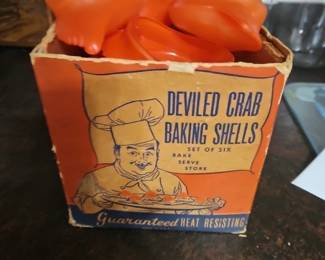 DEVILED CRAB
BAKING SHELLS
SET OF SIX
BAKE
SERVE
STORE
Guaranteed HEAT RESISTING